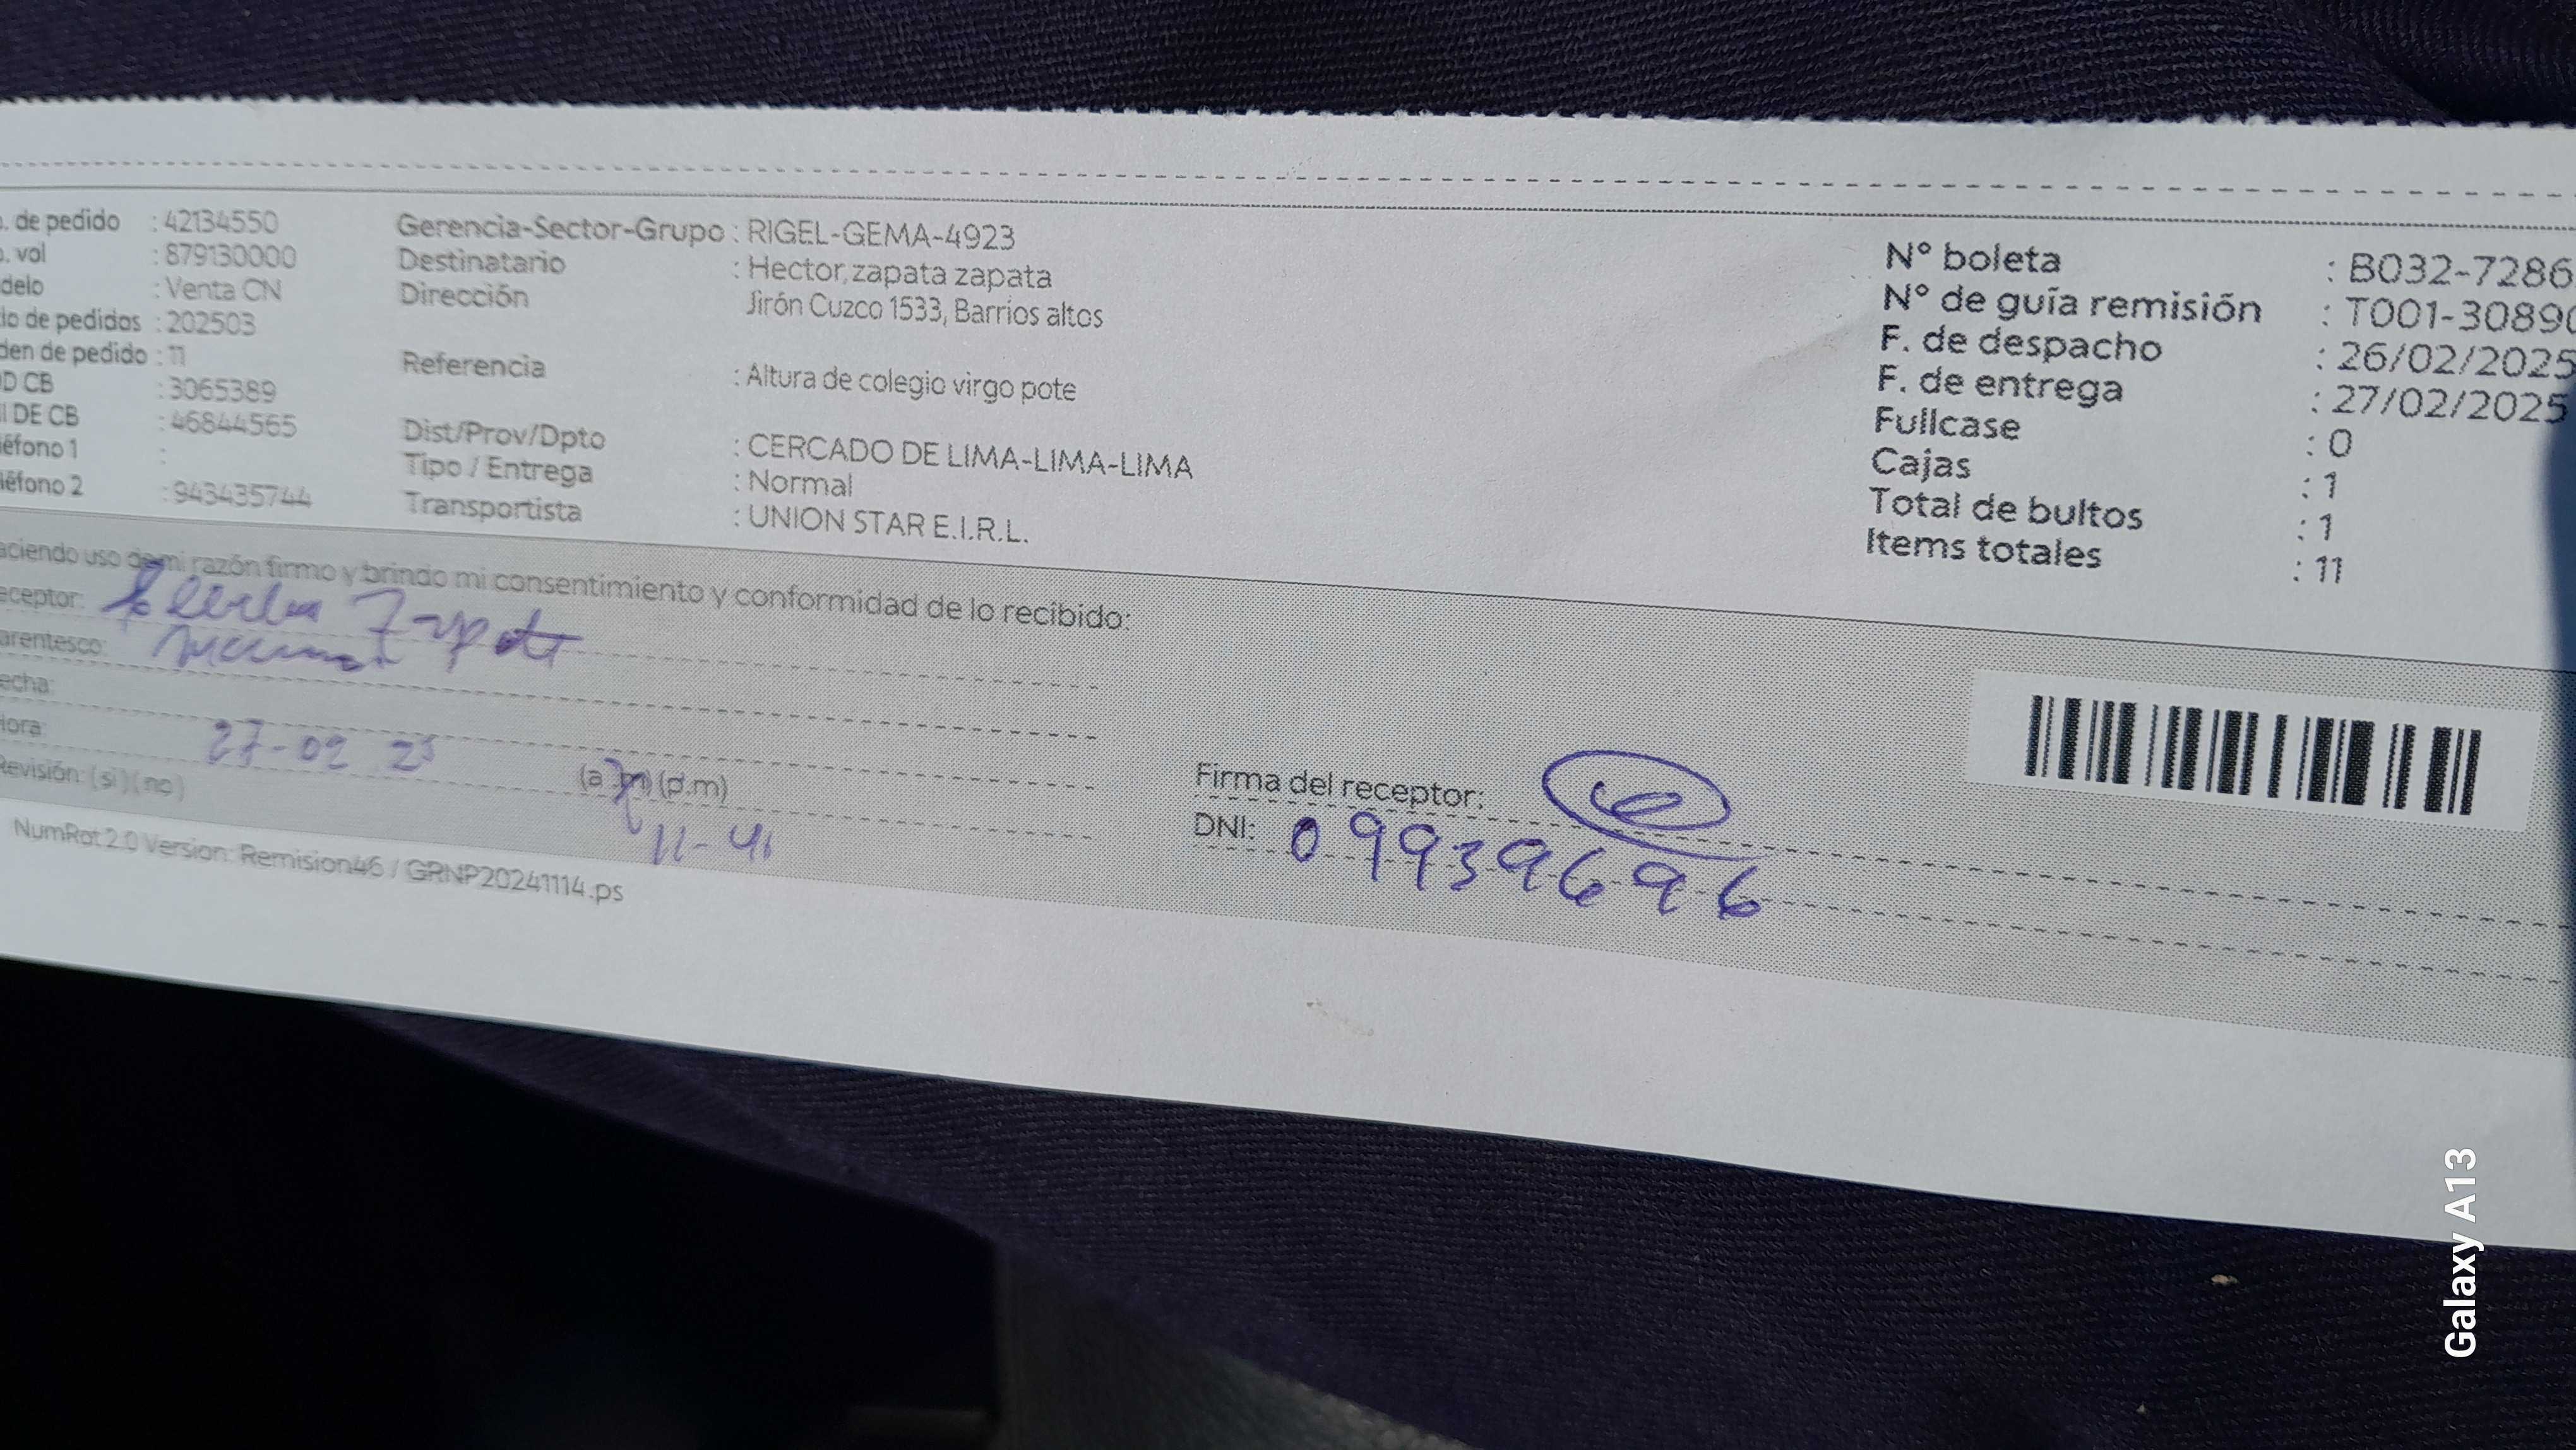 . de pedido : 42134550
. vol : 879130000
delo : Venta CN
io de pedidos : 202503
den de pedido : 11
D CB : 3065389
I DE CB : 46844565
éfono 1 :
éfono 2 : 943435744
Gerencia-Sector-Grupo : RIGEL-GEMA-4923
Destinatario : Hector, zapata zapata
Dirección Jirón Cuzco 1533, Barrios altos
Referencia : Altura de colegio virgo pote
Dist/Prov/Dpto : CERCADO DE LIMA-LIMA-LIMA
Tipo / Entrega : Normal
Transportista : UNION STAR E.I.R.L.
Nº boleta : B032-7286
Nº de guía remisión : T001-3089
F. de despacho : 26/02/2025
F. de entrega : 27/02/2025
Fullcase : 0
Cajas : 1
Total de bultos : 1
Items totales : 11
aciendo uso de mi razón firmo y brindo mi consentimiento y conformidad de lo recibido:
eceptor: Zapata
arentesco:
echa:
Hora: 27-02 25
Revisión: (si) (no) (a.m) (p.m)
11-41
Firma del receptor:
DNI: 09939696
NumRot 2.0 Version: Remision46 / GRNP20241114.ps
Galaxy A13